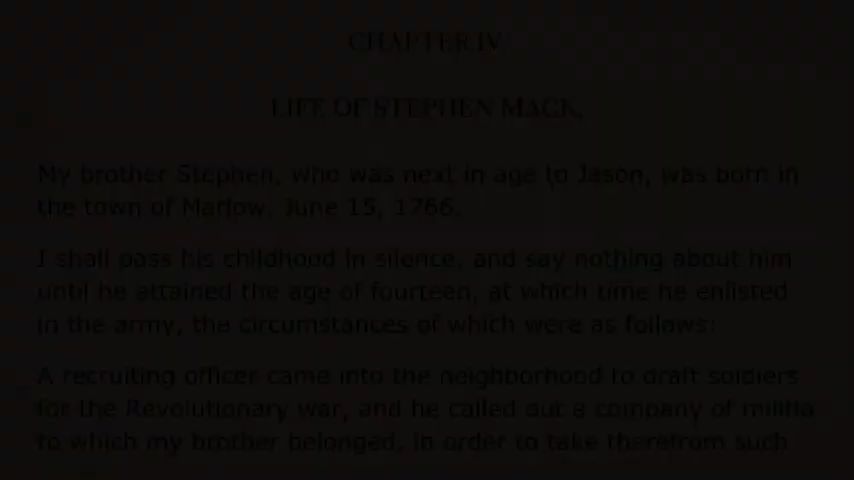 CHAPTER IV
LIFE OF STEPHEN MACK.
My brother Stephen, who was next in age to Jason, was born in
the town of Marlow, June 15, 1766.
I shall pass his childhood in silence, and say nothing about him
until he attained the age of fourteen, at which time he enlisted
in the army, the circumstances of which were as follows:
A recruiting officer came into the neighborhood to draft soldiers
for the Revolutionary war, and he called out a company of militia
to which my brother belonged, in order to take therefrom such